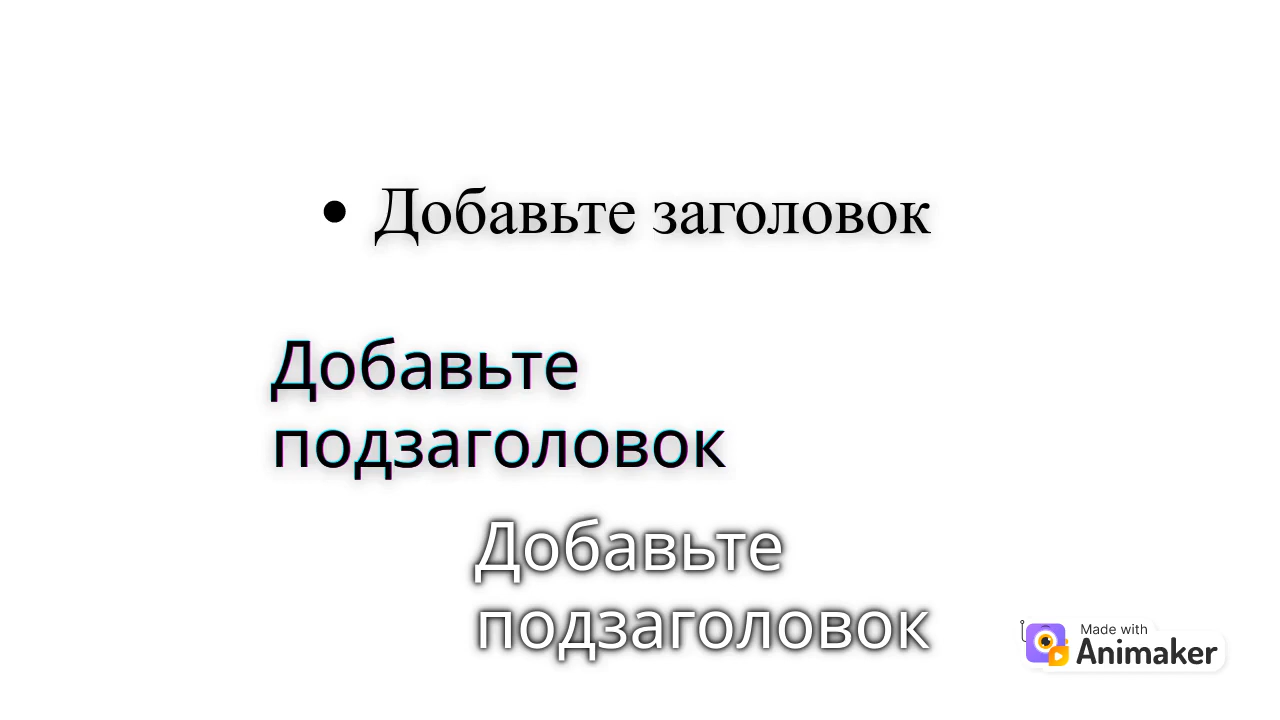 • Добавьте заголовок
Добавьте
подзаголовок
Добавьте
подзаголовок
Made with
Animaker